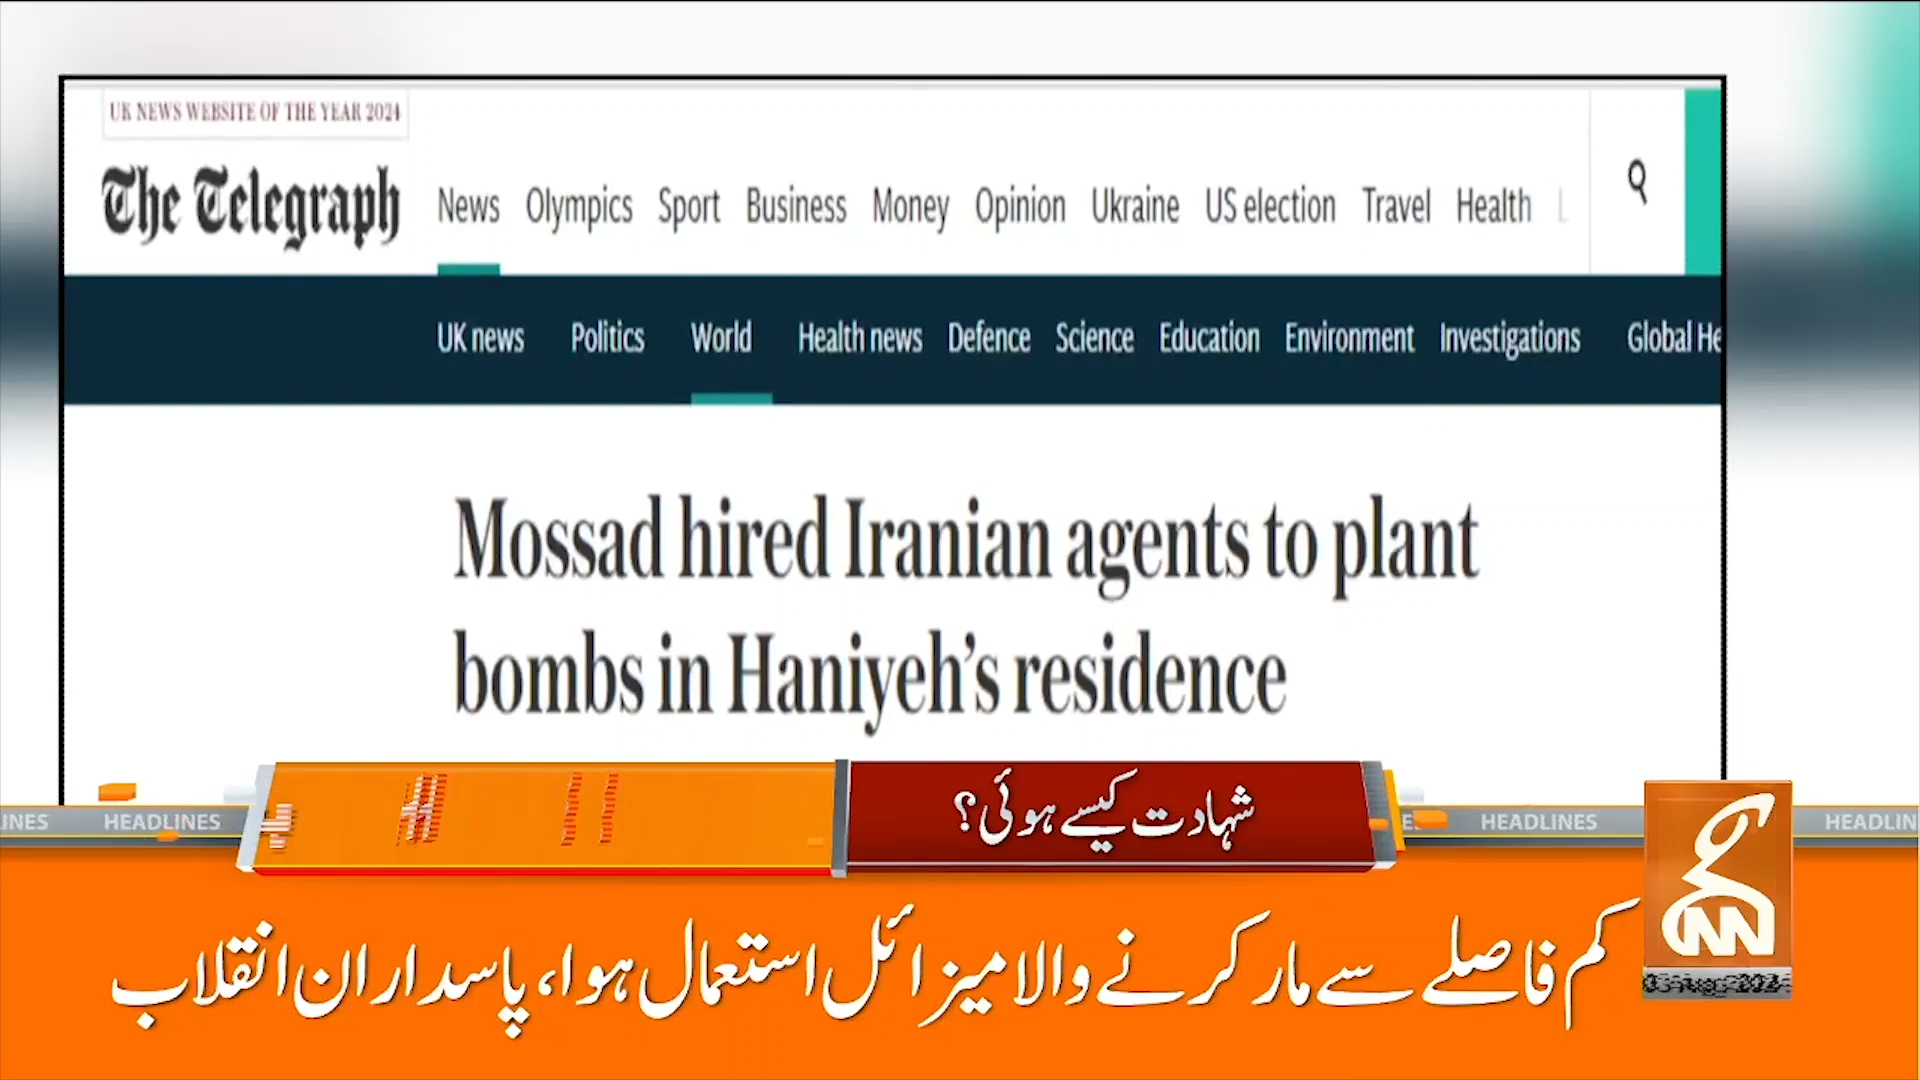 UK NEWS WEBSITE OF THE YEAR 2024
The Telegraph
News Olympics Sport Business Money Opinion Ukraine US election Travel Health
UK news Politics World Health news Defence Science Education Environment Investigations Global He
Mossad hired Iranian agents to plant
bombs in Haniyeh's residence
شہادت کیسے ہوئی؟
HEADLINES HEADLINES
کم فاصلے سے مار کرنے والا میزائل استعمال ہوا، پاسداران انقلاب